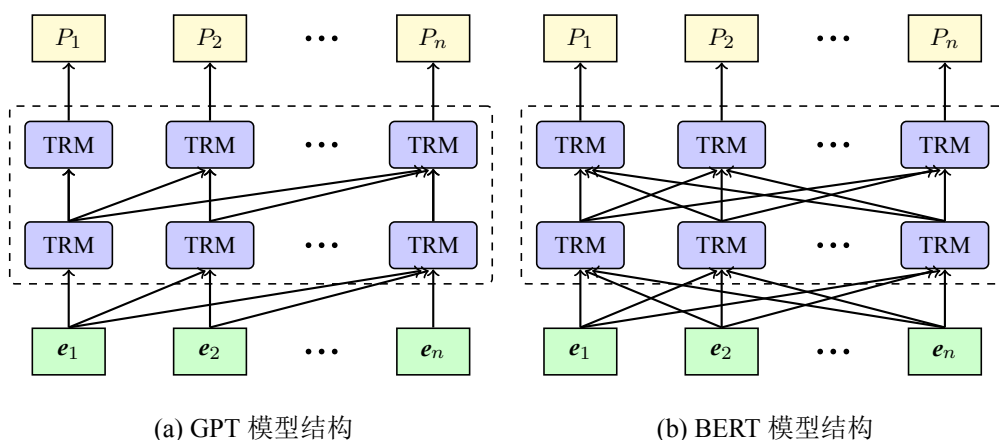 P₁ P₂ ··· Pₙ P₁ P₂ ··· Pₙ
TRM TRM ··· TRM TRM TRM ··· TRM
TRM TRM ··· TRM TRM TRM ··· TRM
e₁ e₂ ··· eₙ e₁ e₂ ··· eₙ
(a) GPT 模型结构 (b) BERT 模型结构